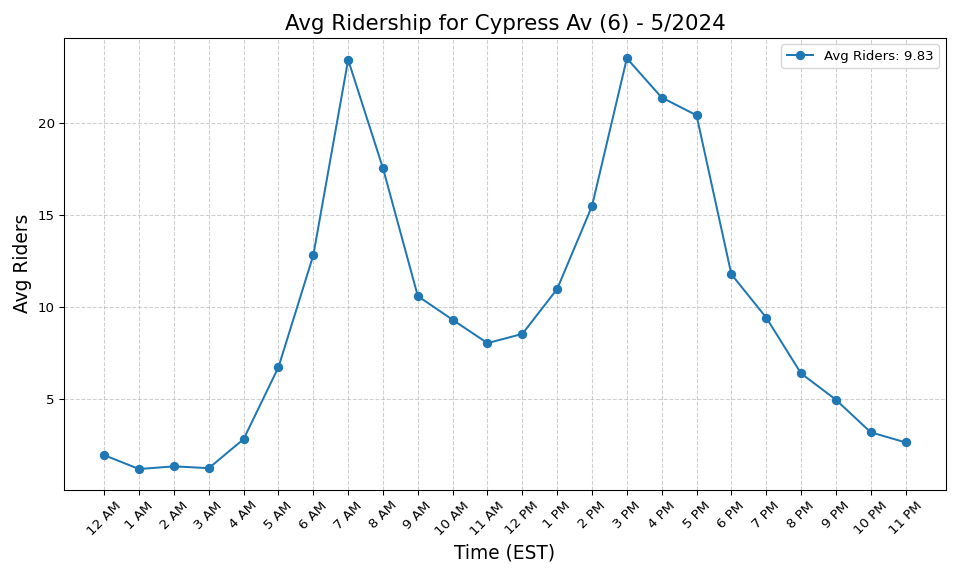 Avg Ridership for Cypress Av (6) - 5/2024
Avg Riders: 9.83
Avg Riders
20
15
10
5
12 AM 1 AM 2 AM 3 AM 4 AM 5 AM 6 AM 7 AM 8 AM 9 AM 10 AM 11 AM 12 PM 1 PM 2 PM 3 PM 4 PM 5 PM 6 PM 7 PM 8 PM 9 PM 10 PM 11 PM
Time (EST)